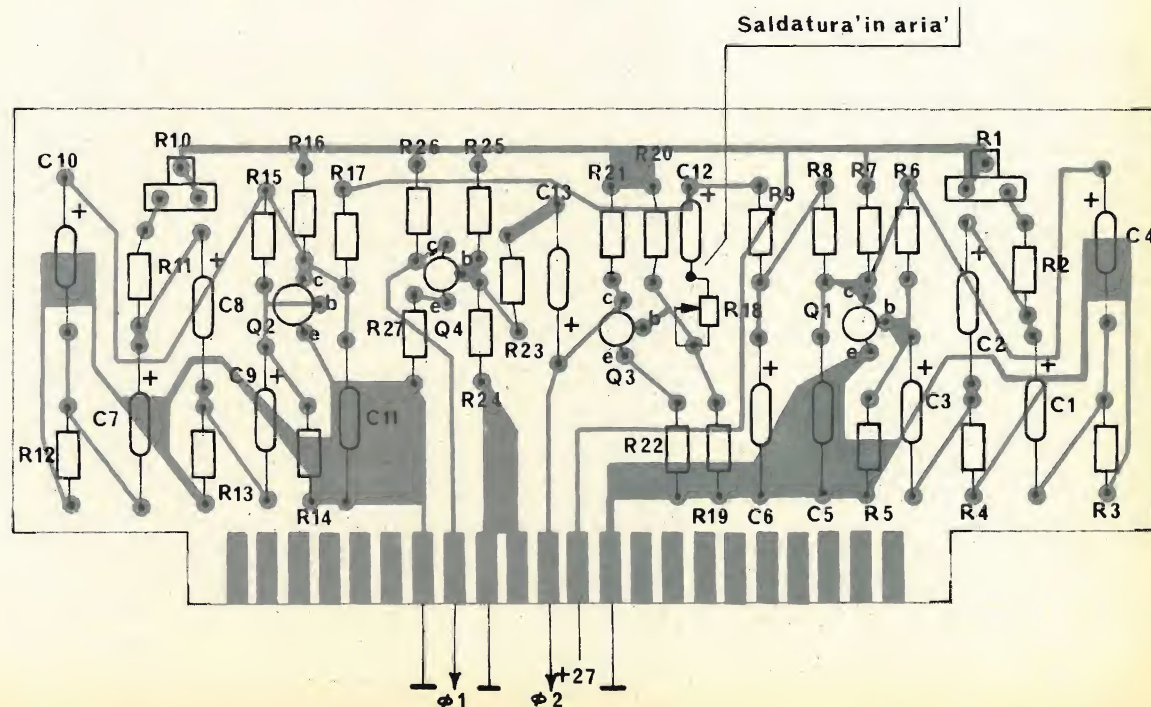 Saldatura'in aria'
R10
R16
R26
R25
R20
R1
C10
R15
R17
R21
C12
R9
R8
R7
R6
C13
+
+
+
+
C4
R11
+
c
c
b
R18
c
b
+
R2
C8
b
e
c
b
Q1
Q2
e
R27
Q4
R23
+
e
C2
e
Q3
+
+
R24
+
+
+
C9
C7
C11
C3
C1
R12
R22
R13
R14
R19
C6
C5
R5
R4
R3
+27
φ1
φ2